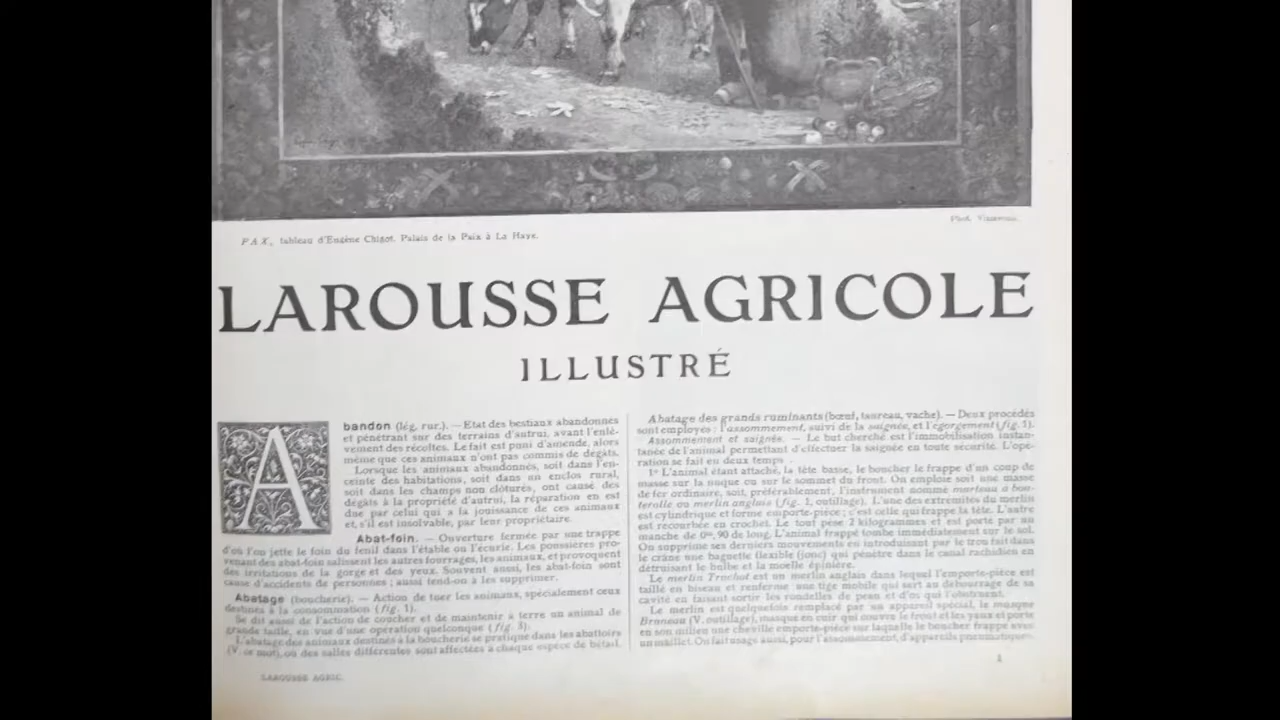 Phot. Vizzavona.
PAX, tableau d'Eugène Chigot. Palais de la Paix à La Haye.
LAROUSSE AGRICOLE
ILLUSTRÉ
Abandon (lég. rur.). — Etat des bestiaux abandonnés
et pénétrant sur des terrains d'autrui, avant l'enlè-
vement des récoltes. Le fait est puni d'amende, alors
même que ces animaux n'ont pas commis de dégâts.
Lorsque les animaux abandonnés, soit dans l'en-
ceinte des habitations, soit dans un enclos rural,
soit dans les champs non clôturés, ont causé des
dégâts à la propriété d'autrui, la réparation en est
due par celui qui a la jouissance de ces animaux
et, s'il est insolvable, par leur propriétaire.
Abat-foin. — Ouverture fermée par une trappe
d'où l'on jette le foin du fenil dans l'étable ou l'écurie. Les poussières pro-
venant des abat-foin salissent les autres fourrages, les animaux, et provoquent
des irritations de la gorge et des yeux. Souvent aussi, les abat-foin sont
cause d'accidents de personnes ; aussi tend-on à les supprimer.
Abatage (boucherie). — Action de tuer les animaux, spécialement ceux
destinés à la consommation (fig. 1).
Se dit aussi de l'action de coucher et de maintenir à terre un animal de
grande taille, en vue d'une opération quelconque (fig. 3).
L'abatage des animaux destinés à la boucherie se pratique dans les abattoirs
(V. ce mot), où des salles différentes sont affectées à chaque espèce de bétail.
Abatage des grands ruminants (bœuf, taureau, vache). — Deux procédés
sont employés : l'assommement, suivi de la saignée, et l'égorgement (fig. 1).
Assommement et saignée. — Le but cherché est l'immobilisation instan-
tanée de l'animal permettant d'effectuer la saignée en toute sécurité. L'opé-
ration se fait en deux temps
1º L'animal étant attaché, la tête basse, le boucher le frappe d'un coup de
masse sur la nuque ou sur le sommet du front. On emploie soit une masse
de fer ordinaire, soit, préférablement, l'instrument nommé marteau à bou-
terolle ou merlin anglais (fig. 1, outillage). L'une des extrémités du merlin
est cylindrique et forme emporte-pièce ; c'est celle qui frappe la tête. L'autre
est recourbée en crochet. Le tout pèse 2 kilogrammes et est porté par un
manche de 0m,90 de long. L'animal frappé tombe immédiatement sur le sol.
On supprime ses derniers mouvements en introduisant par le trou fait dans
le crâne une baguette flexible (jonc) qui pénètre dans le canal rachidien en
détruisant le bulbe et la moelle épinière.
Le merlin Trochot est un merlin anglais dans lequel l'emporte-pièce est
taillé en biseau et renferme une tige mobile qui sert au débourrage de sa
cavité en faisant sortir les rondelles de peau et d'os qui l'obstruent.
Le merlin est quelquefois remplacé par un appareil spécial, le masque
Bruneau (V. outillage), masque en cuir qui couvre le front et les yeux et porte
en son milieu une cheville emporte-pièce sur laquelle le boucher frappe avec
un maillet. On fait usage aussi, pour l'assommement, d'appareils pneumatiques
LAROUSSE AGRIC.
1